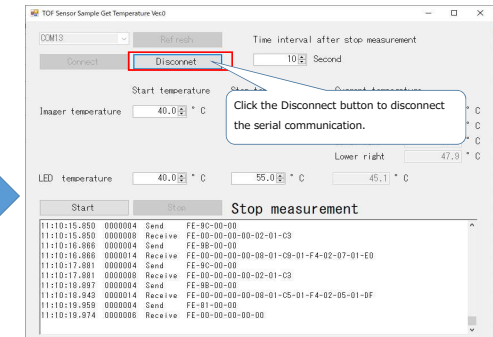 TOF Sensor Sample Get Temperature Ver.0
COM13 Refresh Time interval after stop measurement
Connect Disconnet 10 Second
Start temperature
Click the Disconnect button to disconnect
the serial communication.
Imager temperature 40.0 ° C ° C
° C
° C
Lower right 47.9 ° C
LED temperature 40.0 ° C 55.0 ° C 45.1 ° C
Start Stop Stop measurement
11:10:15.850 0000004 Send FE-9C-00-00
11:10:15.850 0000008 Receive FE-00-00-00-00-02-01-C3
11:10:16.866 0000004 Send FE-9B-00-00
11:10:16.866 0000014 Receive FE-00-00-00-00-08-01-C9-01-F4-02-07-01-E0
11:10:17.881 0000004 Send FE-9C-00-00
11:10:17.881 0000008 Receive FE-00-00-00-00-02-01-C3
11:10:18.897 0000004 Send FE-9B-00-00
11:10:18.943 0000014 Receive FE-00-00-00-00-08-01-C5-01-F4-02-05-01-DF
11:10:19.959 0000004 Send FE-81-00-00
11:10:19.974 0000006 Receive FE-00-00-00-00-00